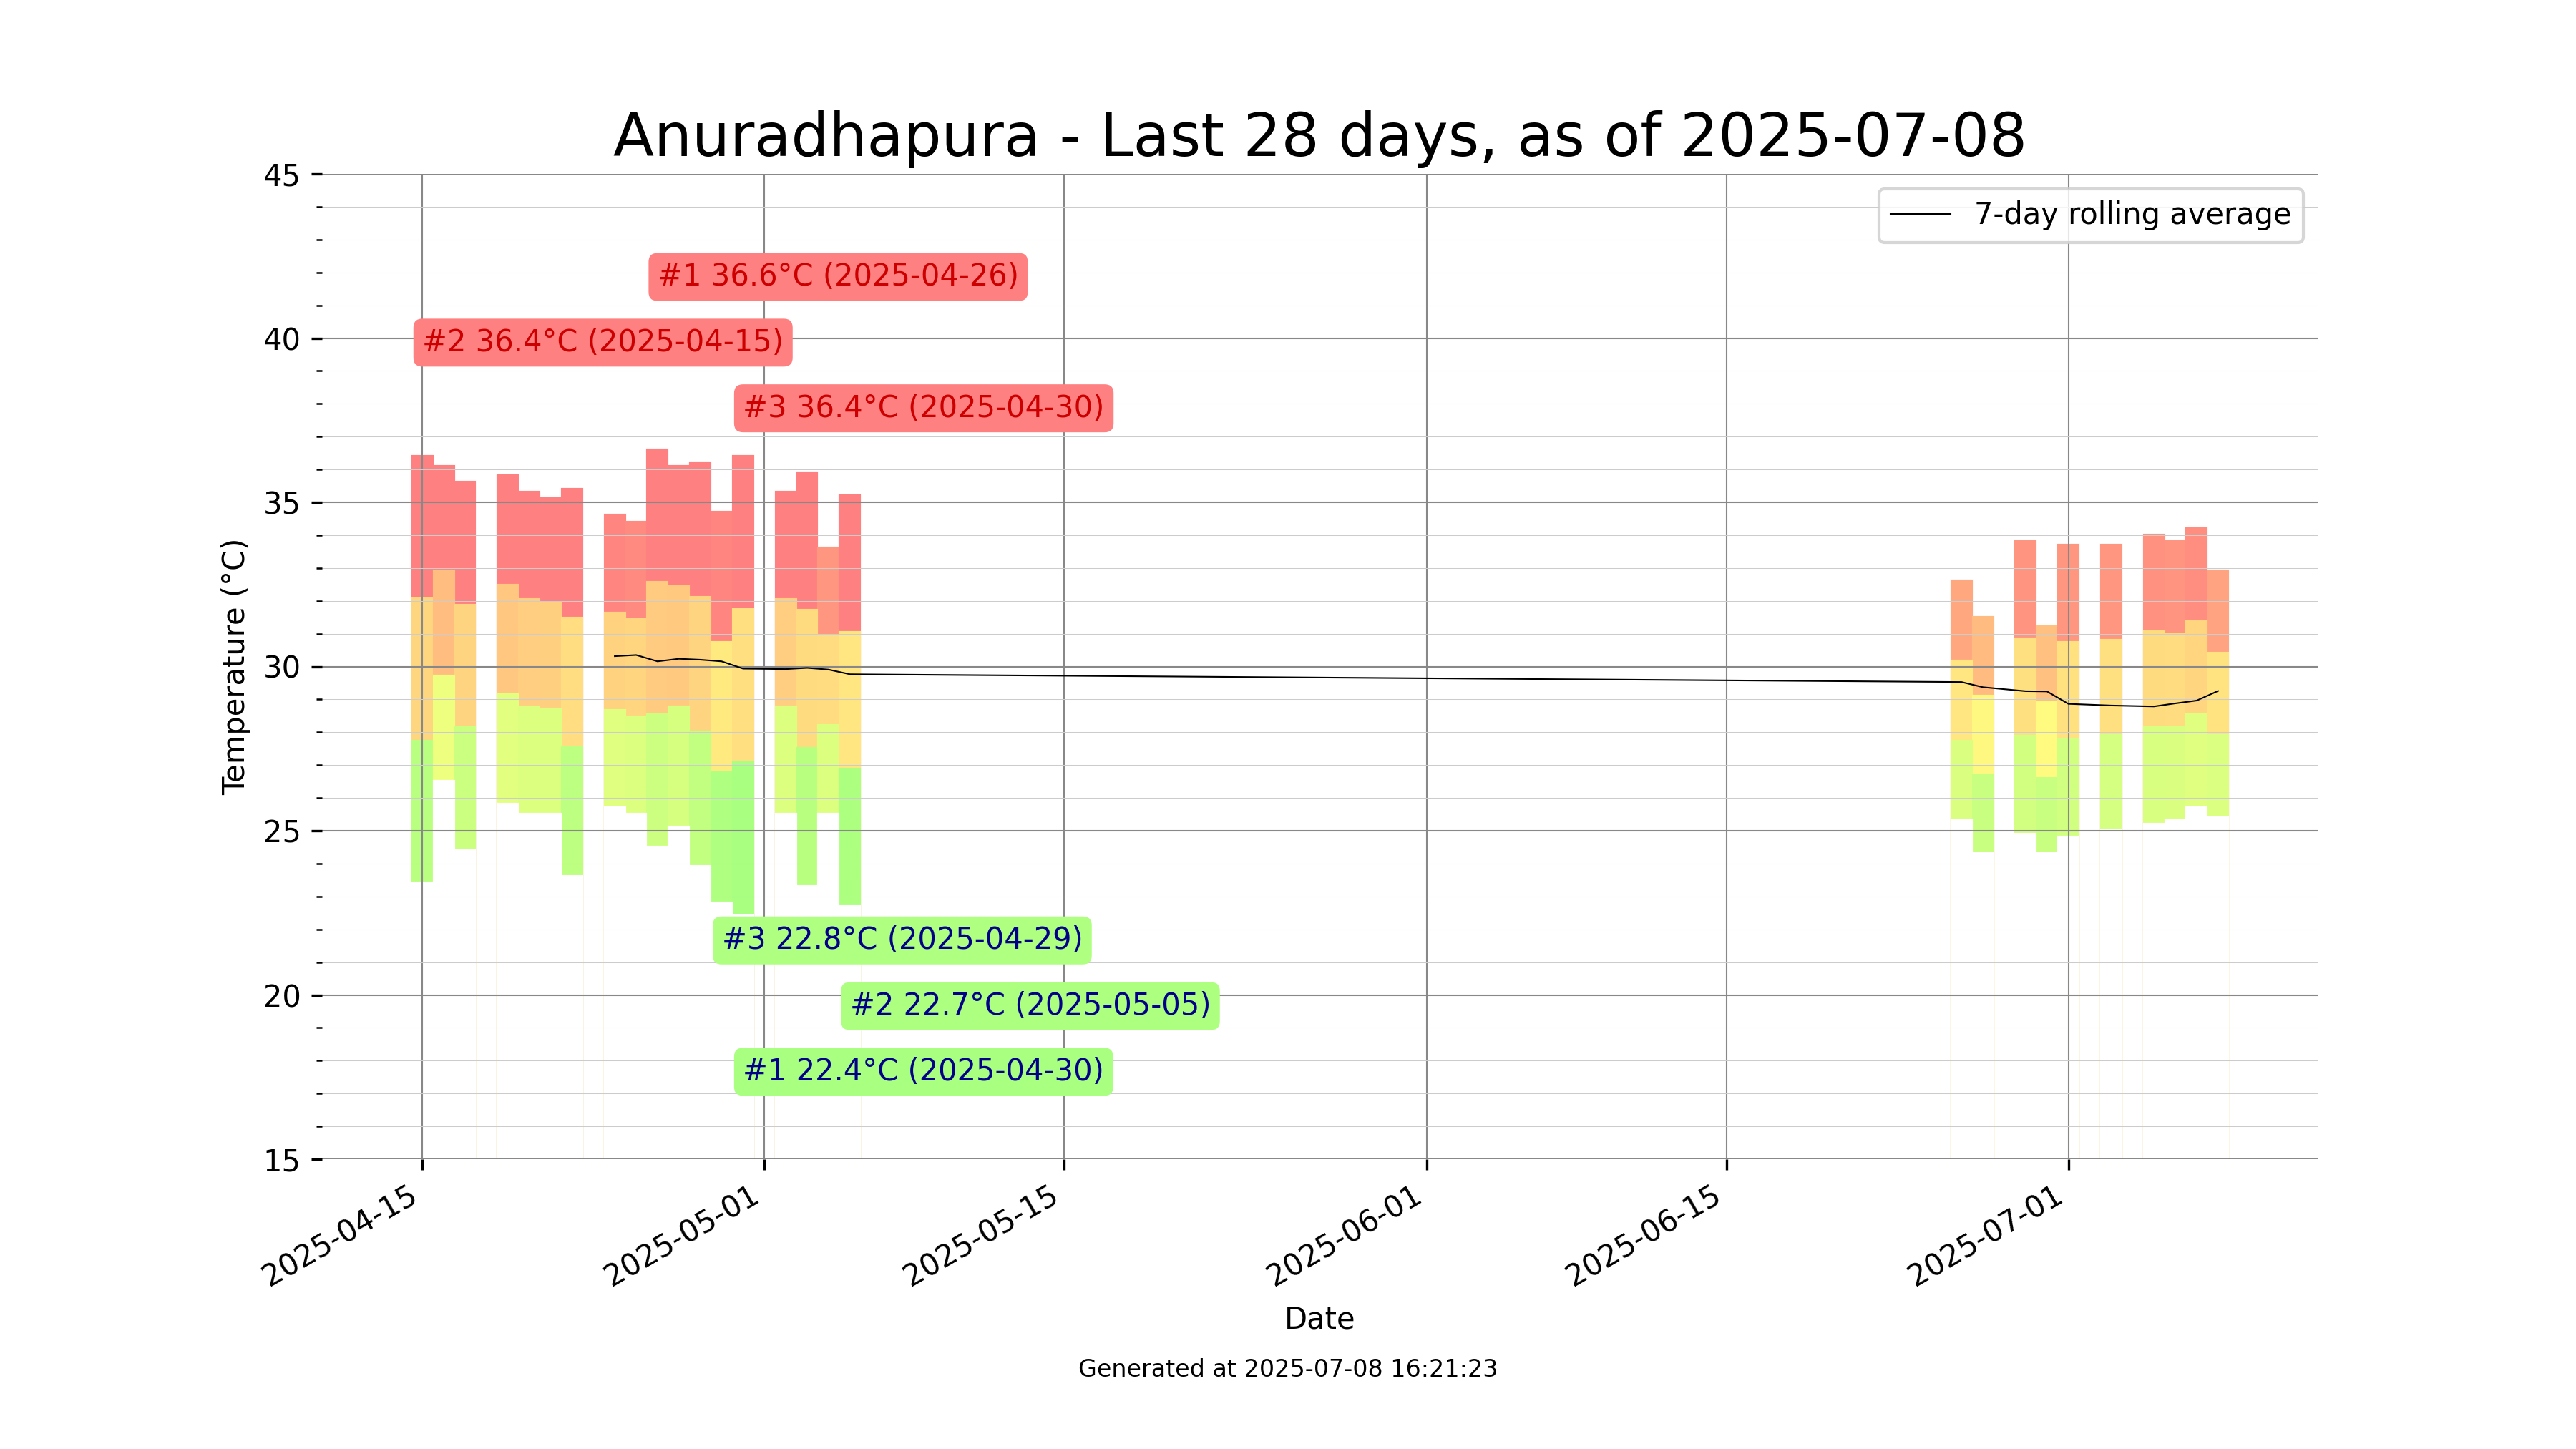 Anuradhapura - Last 28 days, as of 2025-07-08
45
7-day rolling average
#1 36.6°C (2025-04-26)
#2 36.4°C (2025-04-15)
40
#3 36.4°C (2025-04-30)
35
Temperature (°C)
30
25
#3 22.8°C (2025-04-29)
20
#2 22.7°C (2025-05-05)
#1 22.4°C (2025-04-30)
15
2025-04-15
2025-05-01
2025-05-15
2025-06-01
2025-06-15
2025-07-01
Date
Generated at 2025-07-08 16:21:23